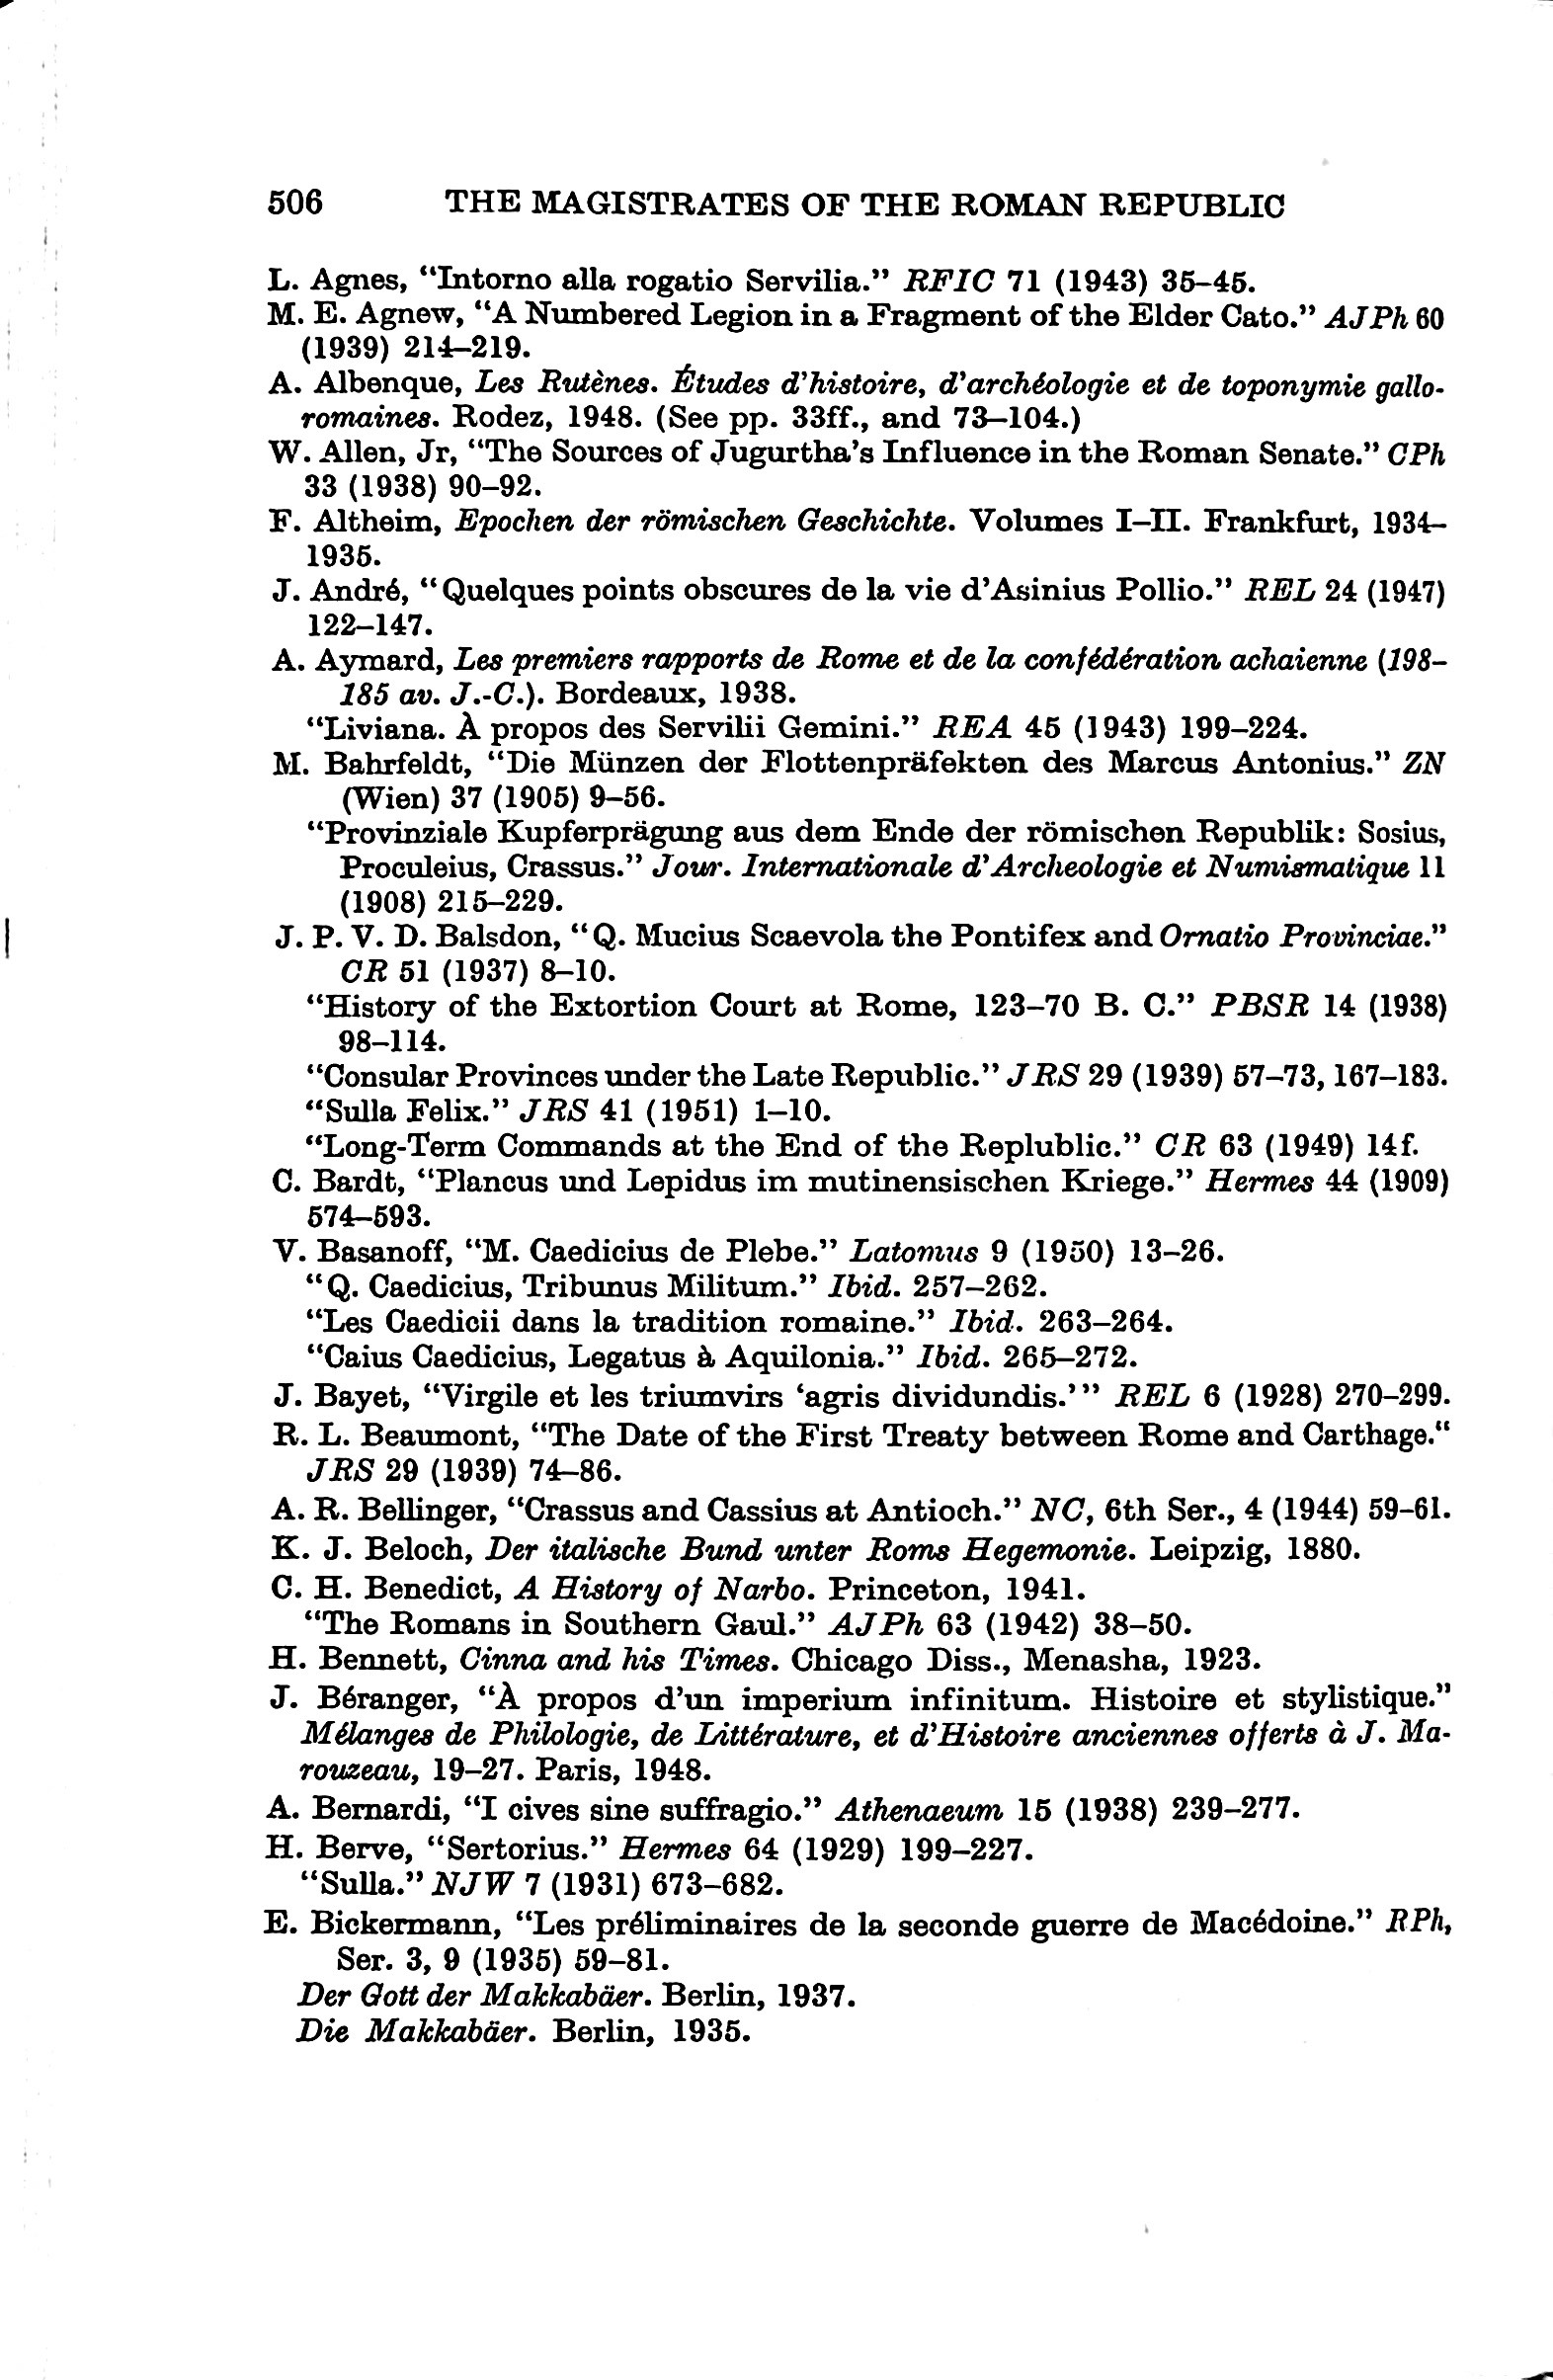 506 THE MAGISTRATES OF THE ROMAN REPUBLIC
L. Agnes, “Intorno alla rogatio Servilia.” RFIC 71 (1943) 35–45.
M. E. Agnew, “A Numbered Legion in a Fragment of the Elder Cato.” AJPh 60
(1939) 214–219.
A. Albenque, Les Rutènes. Études d'histoire, d'archéologie et de toponymie gallo-
romaines. Rodez, 1948. (See pp. 33ff., and 73–104.)
W. Allen, Jr, “The Sources of Jugurtha's Influence in the Roman Senate.” CPh
33 (1938) 90–92.
F. Altheim, Epochen der römischen Geschichte. Volumes I–II. Frankfurt, 1934–
1935.
J. André, “Quelques points obscures de la vie d'Asinius Pollio.” REL 24 (1947)
122–147.
A. Aymard, Les premiers rapports de Rome et de la confédération achaienne (198–
185 av. J.-C.). Bordeaux, 1938.
“Liviana. À propos des Servilii Gemini.” REA 45 (1943) 199–224.
M. Bahrfeldt, “Die Münzen der Flottenpräfekten des Marcus Antonius.” ZN
(Wien) 37 (1905) 9–56.
“Provinziale Kupferprägung aus dem Ende der römischen Republik: Sosius,
Proculeius, Crassus.” Jour. Internationale d'Archeologie et Numismatique 11
(1908) 215–229.
J. P. V. D. Balsdon, “Q. Mucius Scaevola the Pontifex and Ornatio Provinciae.”
CR 51 (1937) 8–10.
“History of the Extortion Court at Rome, 123–70 B. C.” PBSR 14 (1938)
98–114.
“Consular Provinces under the Late Republic.” JRS 29 (1939) 57–73, 167–183.
“Sulla Felix.” JRS 41 (1951) 1–10.
“Long-Term Commands at the End of the Replublic.” CR 63 (1949) 14f.
C. Bardt, “Plancus und Lepidus im mutinensischen Kriege.” Hermes 44 (1909)
574–593.
V. Basanoff, “M. Caedicius de Plebe.” Latomus 9 (1950) 13–26.
“Q. Caedicius, Tribunus Militum.” Ibid. 257–262.
“Les Caedicii dans la tradition romaine.” Ibid. 263–264.
“Caius Caedicius, Legatus à Aquilonia.” Ibid. 265–272.
J. Bayet, “Virgile et les triumvirs ‘agris dividundis.’” REL 6 (1928) 270–299.
R. L. Beaumont, “The Date of the First Treaty between Rome and Carthage.“
JRS 29 (1939) 74–86.
A. R. Bellinger, “Crassus and Cassius at Antioch.” NC, 6th Ser., 4 (1944) 59–61.
K. J. Beloch, Der italische Bund unter Roms Hegemonie. Leipzig, 1880.
C. H. Benedict, A History of Narbo. Princeton, 1941.
“The Romans in Southern Gaul.” AJPh 63 (1942) 38–50.
H. Bennett, Cinna and his Times. Chicago Diss., Menasha, 1923.
J. Béranger, “À propos d'un imperium infinitum. Histoire et stylistique.”
Mélanges de Philologie, de Littérature, et d'Histoire anciennes offerts à J. Ma-
rouzeau, 19–27. Paris, 1948.
A. Bernardi, “I cives sine suffragio.” Athenaeum 15 (1938) 239–277.
H. Berve, “Sertorius.” Hermes 64 (1929) 199–227.
“Sulla.” NJW 7 (1931) 673–682.
E. Bickermann, “Les préliminaires de la seconde guerre de Macédoine.” RPh,
Ser. 3, 9 (1935) 59–81.
Der Gott der Makkabäer. Berlin, 1937.
Die Makkabäer. Berlin, 1935.